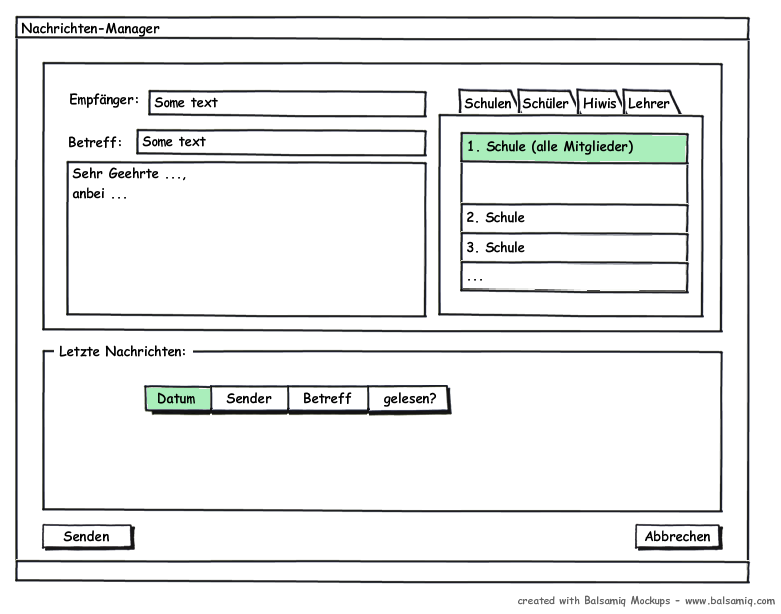 Nachrichten-Manager
Empfänger: Some text
Betreff: Some text
Sehr Geehrte ...,
anbei ...
Schulen Schüler Hiwis Lehrer
1. Schule (alle Mitglieder)
2. Schule
3. Schule
...
Letzte Nachrichten:
Datum Sender Betreff gelesen?
Senden Abbrechen
created with Balsamiq Mockups - www.balsamiq.com